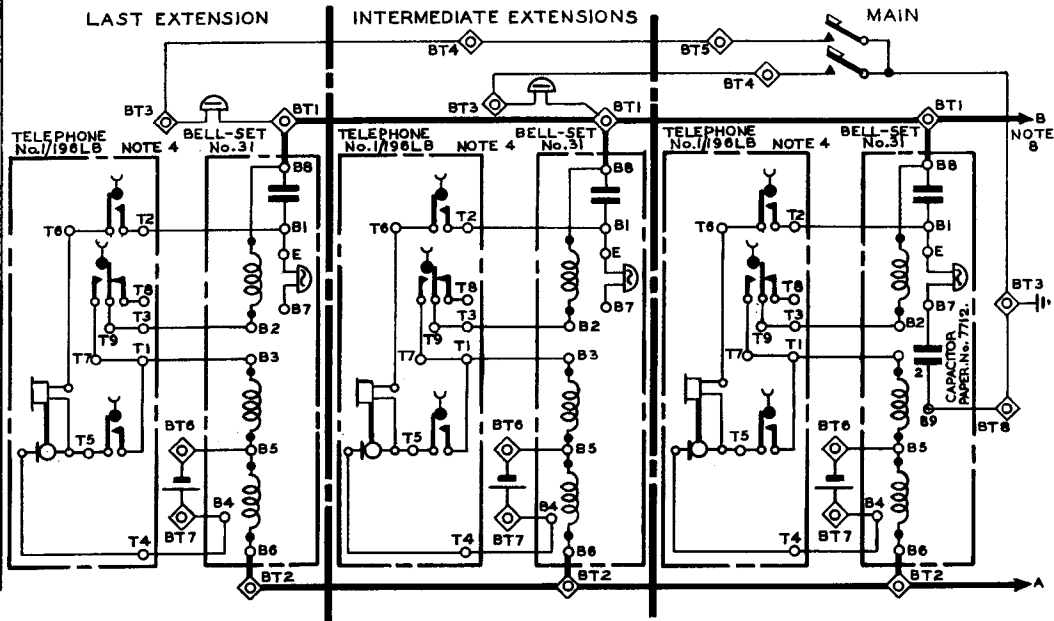 LAST EXTENSION
INTERMEDIATE EXTENSIONS
MAIN
BT4
BT5
BT4
BT3
BT3
BT1
BT1
BT1
B
NOTE
8
TELEPHONE
No.1/196LB
NOTE 4
BELL-SET
No.31
B8
T6
T2
B1
E
T8
B7
T3
B2
T9
T7
T1
B3
T5
BT6
B5
B4
BT7
T4
B6
BT2
TELEPHONE
No.1/196LB
NOTE 4
BELL-SET
No.31
B8
T6
T2
B1
E
T8
B7
T3
B2
T9
T7
T1
B3
T5
BT6
B5
B4
BT7
T4
B6
BT2
TELEPHONE
No.1/196LB
NOTE 4
BELL-SET
No.31
B8
T6
T2
B1
E
T8
B7
BT3
T3
B2
T9
T7
T1
2
CAPACITOR
PAPER.No.7712.
B9
BT8
T5
BT6
B5
B4
BT7
T4
B6
BT2
A